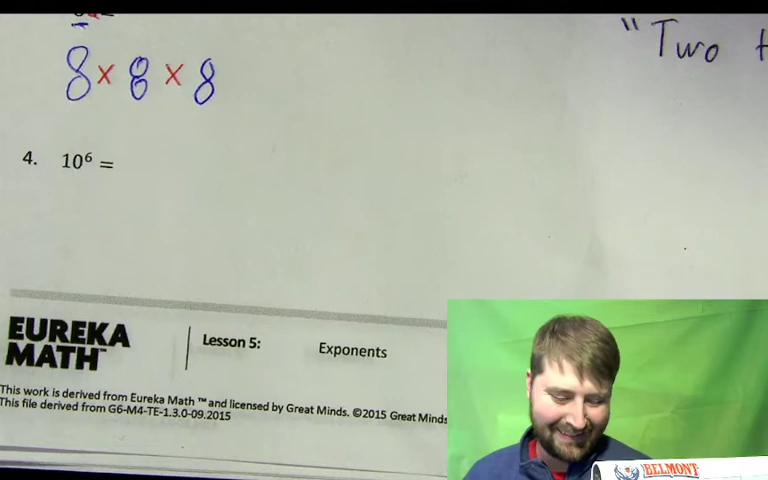 8 × 8 × 8
"Two
4. 10⁶ =
EUREKA
MATH™
Lesson 5:
Exponents
This work is derived from Eureka Math ™ and licensed by Great Minds. ©2015 Great Minds
This file derived from G6-M4-TE-1.3.0-09.2015
BELMONT